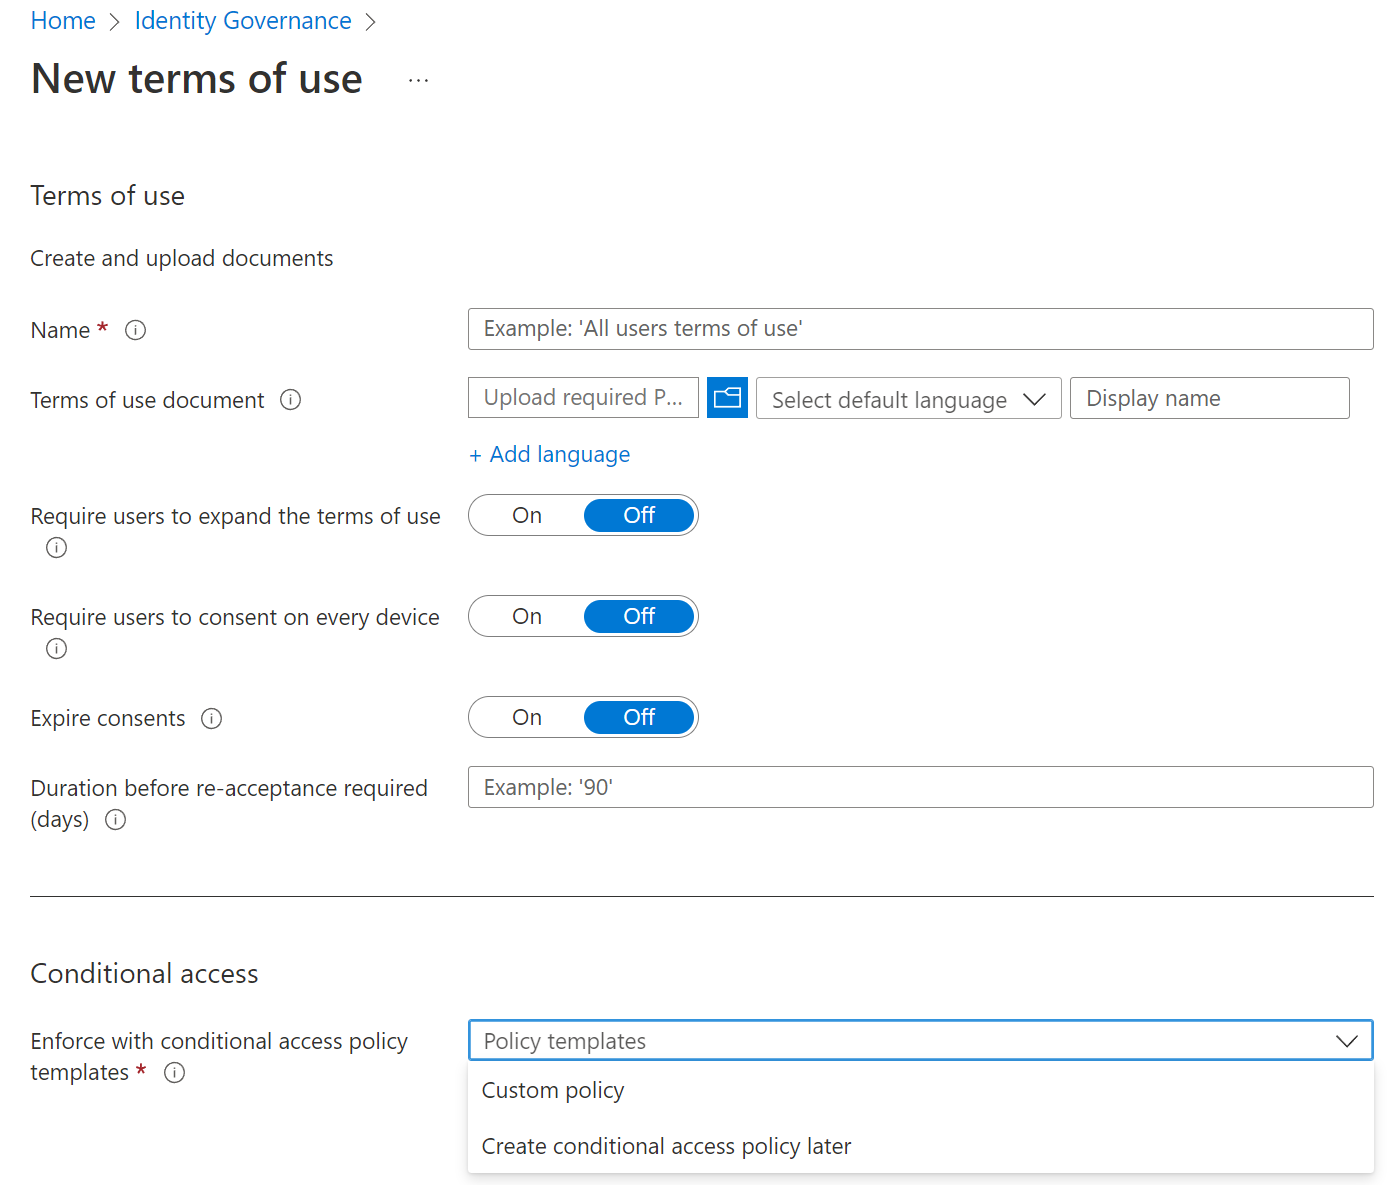 Home > Identity Governance >
New terms of use ...
Terms of use
Create and upload documents
Name *
Example: 'All users terms of use'
Terms of use document
Upload required P...
Select default language
Display name
+ Add language
Require users to expand the terms of use
On Off
Require users to consent on every device
On Off
Expire consents
On Off
Duration before re-acceptance required
(days)
Example: '90'
Conditional access
Enforce with conditional access policy
templates *
Policy templates
Custom policy
Create conditional access policy later